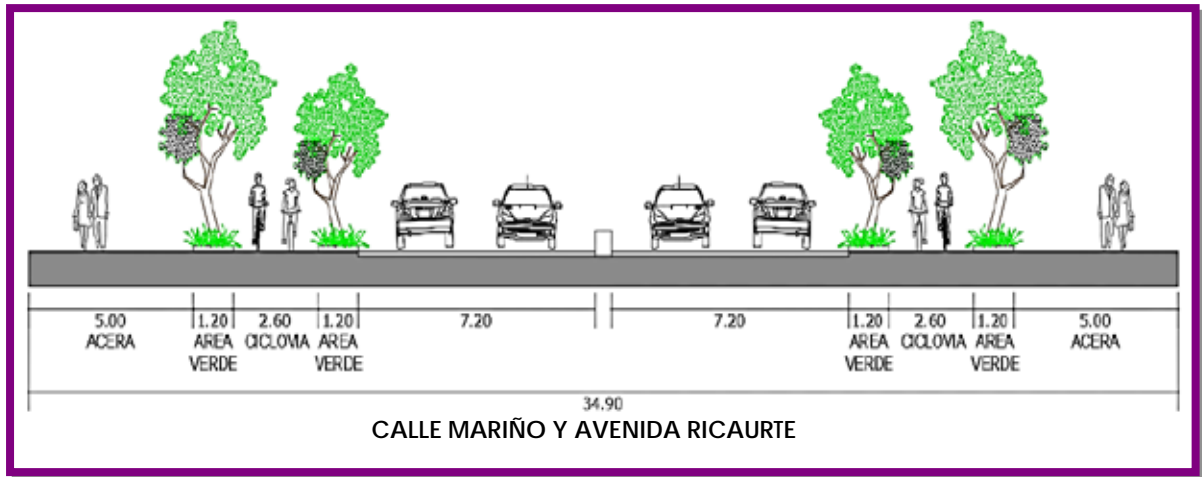 5.00 1.20 2.60 1.20 7.20 7.20 1.20 2.60 1.20 5.00
ACERA AREA CICLOVIA AREA AREA CICLOVIA AREA ACERA
VERDE VERDE VERDE VERDE
34.90
CALLE MARIÑO Y AVENIDA RICAURTE